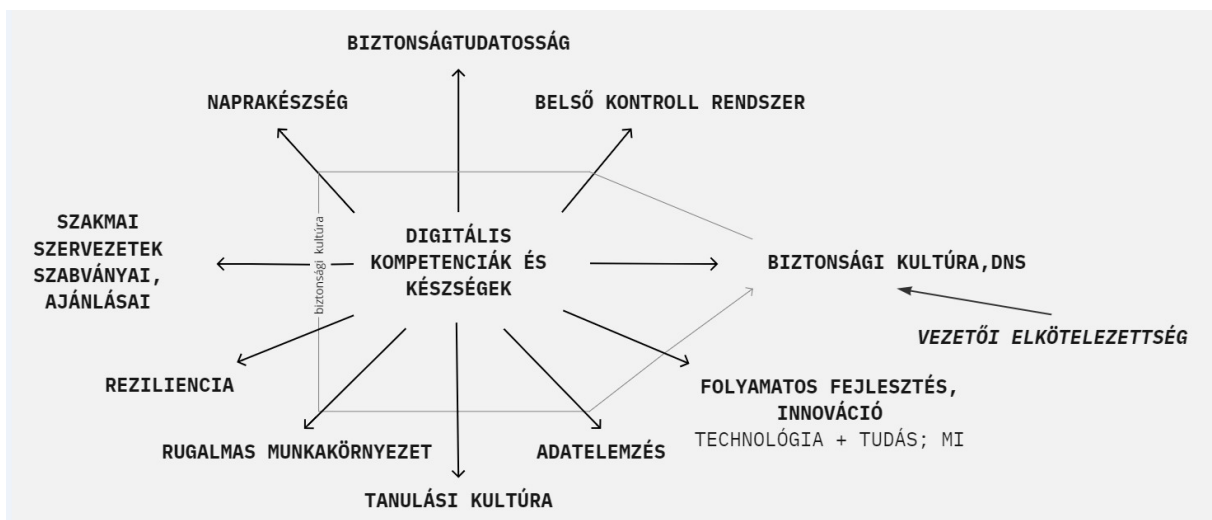 BIZTONSÁGTUDATOSSÁG
NAPRAKÉSZSÉG
BELSŐ KONTROLL RENDSZER
SZAKMAI
SZERVEZETEK
SZABVÁNYAI,
AJÁNLÁSAI
biztonsági kultúra
DIGITÁLIS
KOMPETENCIÁK ÉS
KÉSZSÉGEK
BIZTONSÁGI KULTÚRA,DNS
VEZETŐI ELKÖTELEZETTSÉG
REZILIENCIA
FOLYAMATOS FEJLESZTÉS,
INNOVÁCIÓ
TECHNOLÓGIA + TUDÁS; MI
RUGALMAS MUNKAKÖRNYEZET
ADATELEMZÉS
TANULÁSI KULTÚRA